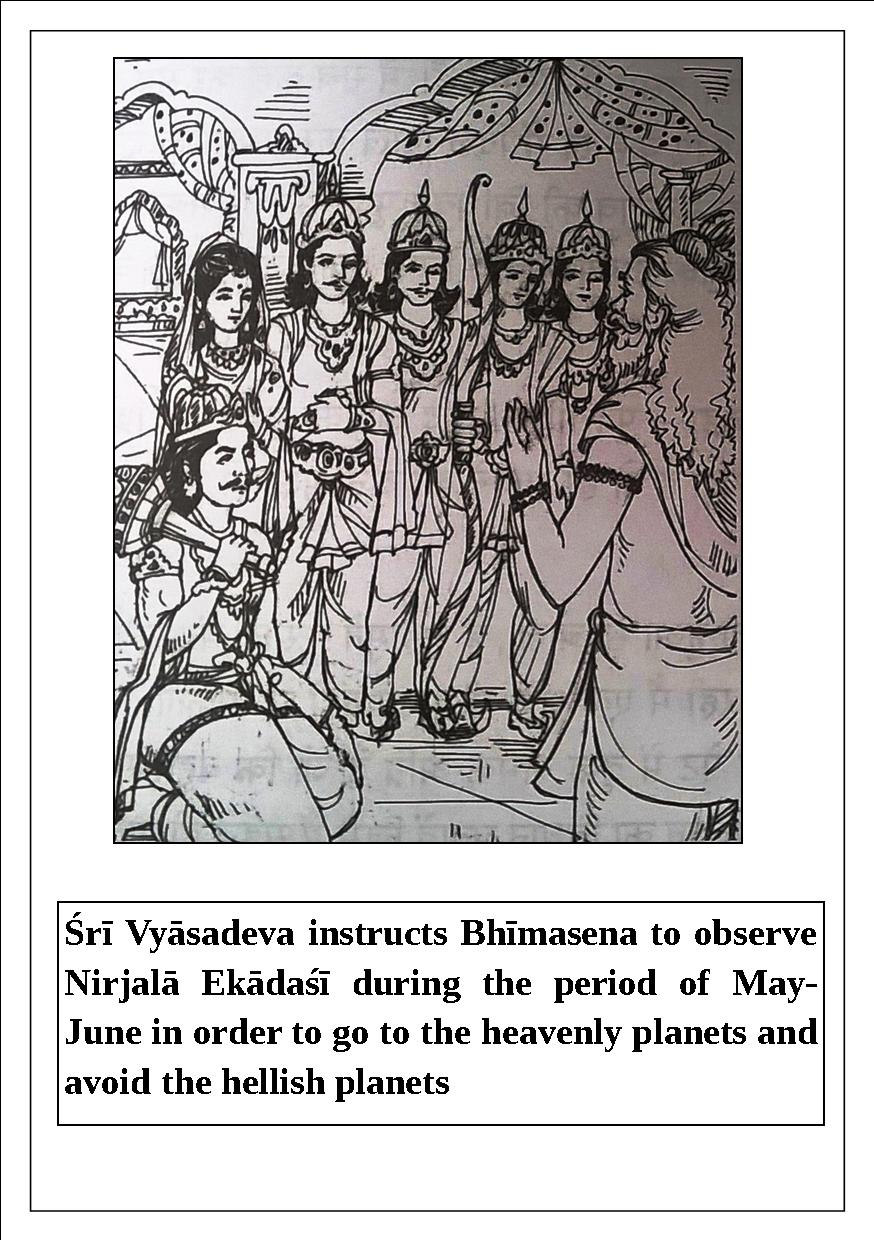 Śrī Vyāsadeva instructs Bhīmasena to observe
Nirjalā Ekādaśī during the period of May-
June in order to go to the heavenly planets and
avoid the hellish planets